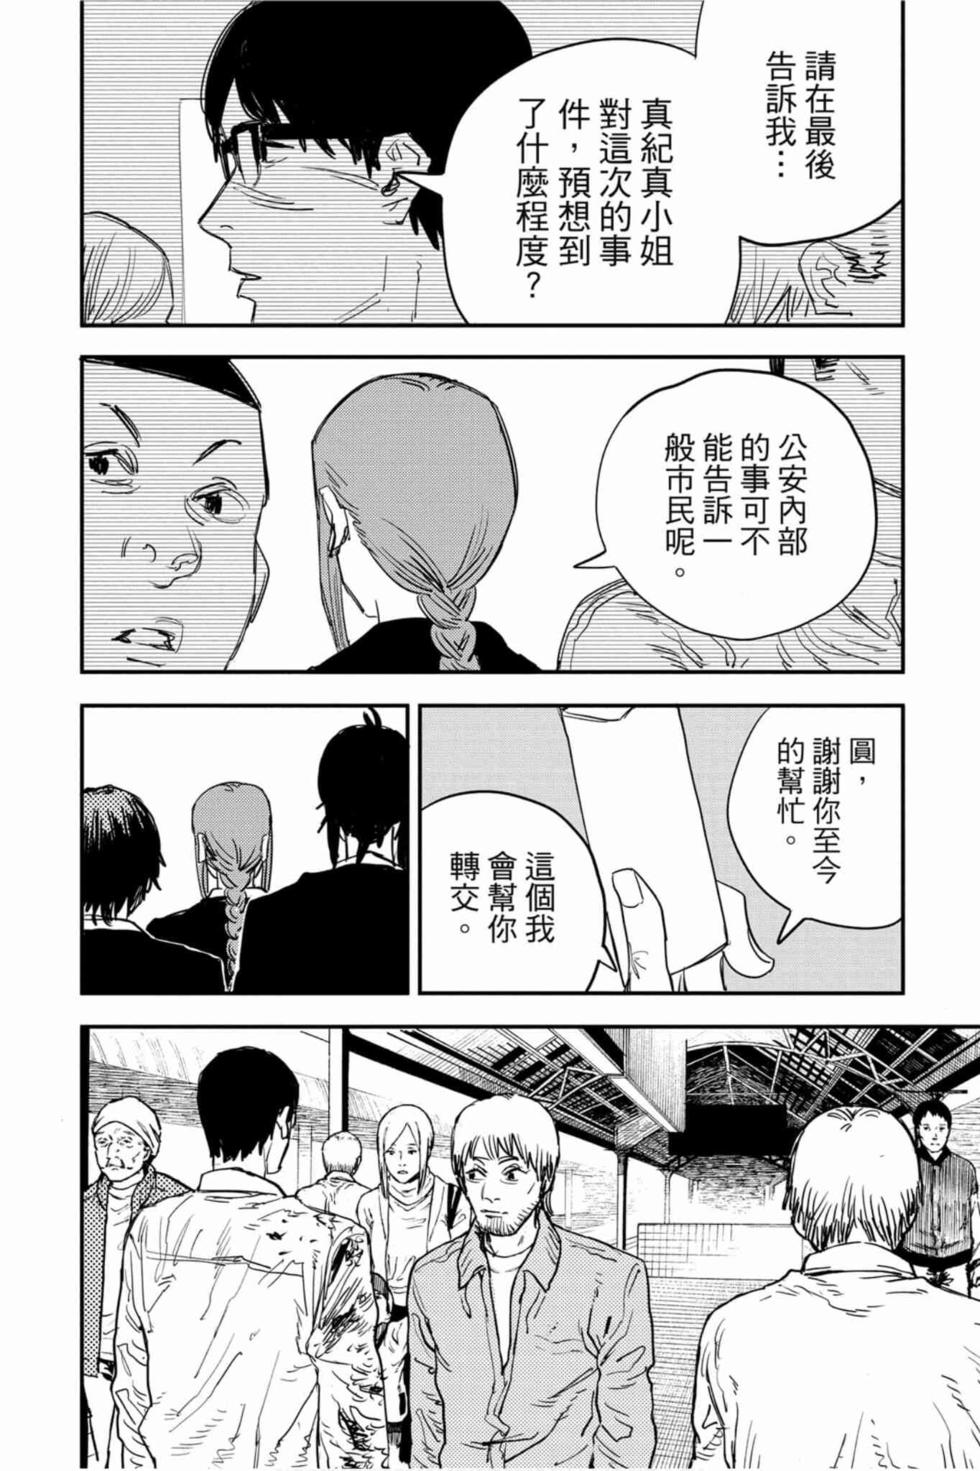 請在最後
告訴我…
真紀真小姐
對這次的事
件，預想到
了什麼程度？
公安內部
的事可不
能告訴一
般市民呢。
圓，
謝謝你至今
的幫忙。
這個我
會幫你
轉交。